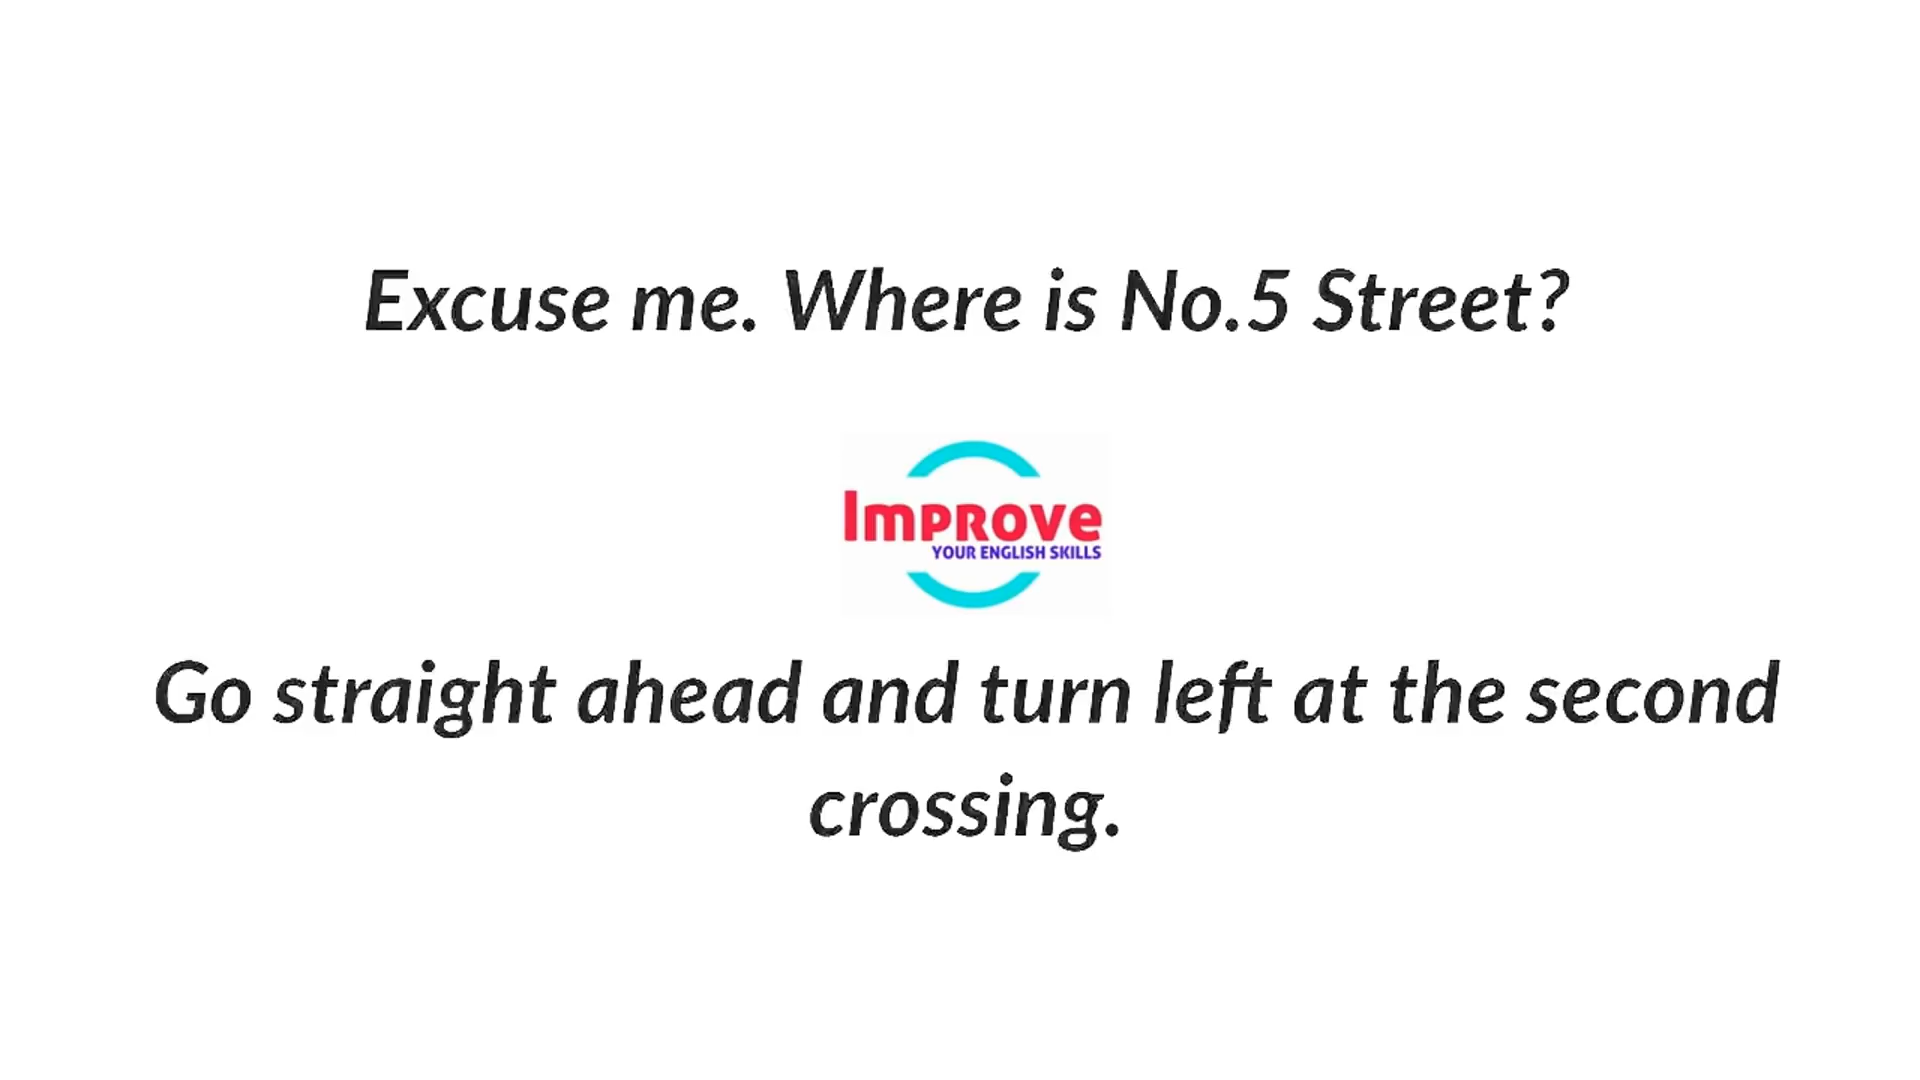 Excuse me. Where is No.5 Street?
Improve
YOUR ENGLISH SKILLS
Go straight ahead and turn left at the second
crossing.